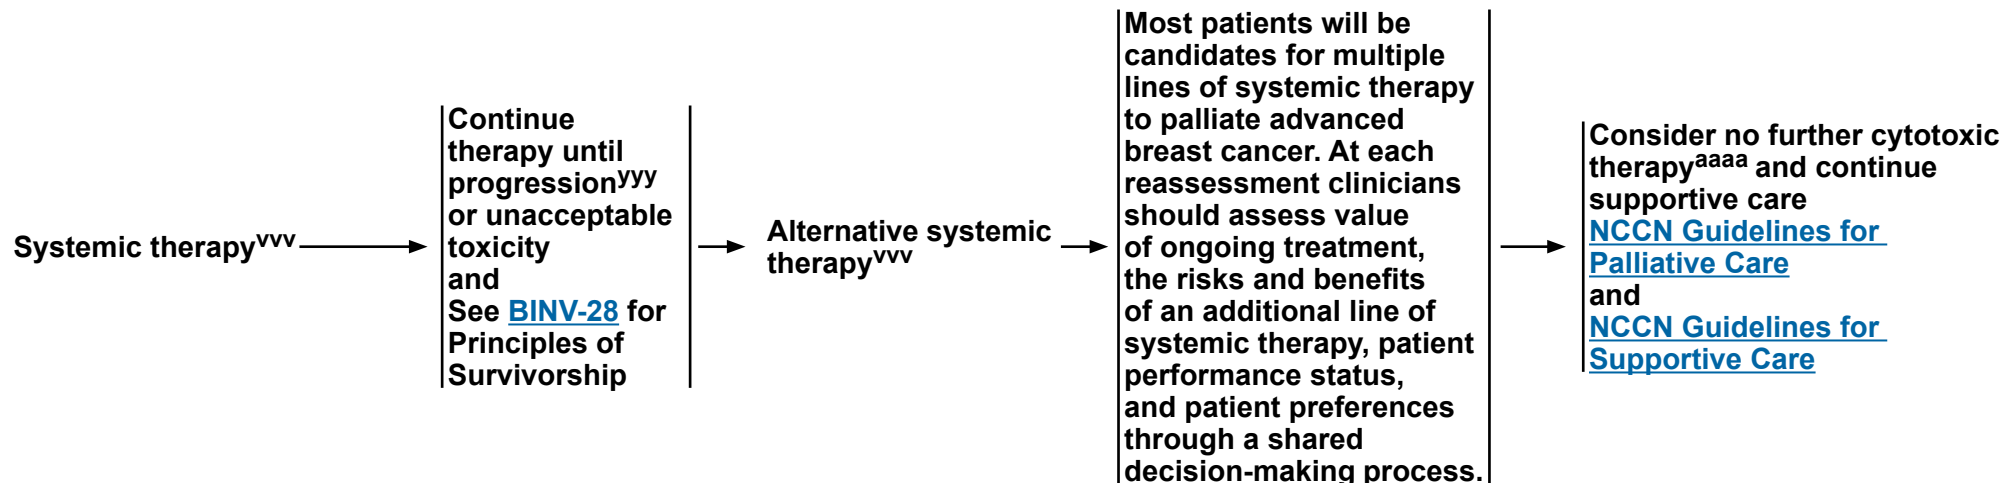 Systemic therapyvvv
Continue
therapy until
progressionyyy
or unacceptable
toxicity
and
See BINV-28 for
Principles of
Survivorship
Alternative systemic
therapyvvv
Most patients will be
candidates for multiple
lines of systemic therapy
to palliate advanced
breast cancer. At each
reassessment clinicians
should assess value
of ongoing treatment,
the risks and benefits
of an additional line of
systemic therapy, patient
performance status,
and patient preferences
through a shared
decision-making process.
Consider no further cytotoxic
therapyaaaa and continue
supportive care
NCCN Guidelines for
Palliative Care
and
NCCN Guidelines for
Supportive Care